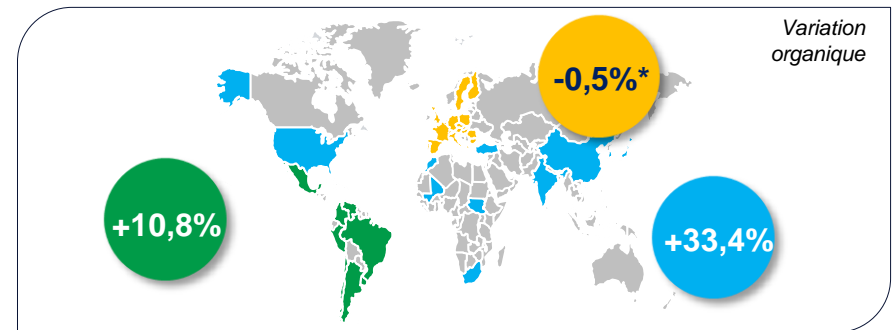 Variation
organique
-0,5%*
+10,8%
+33,4%